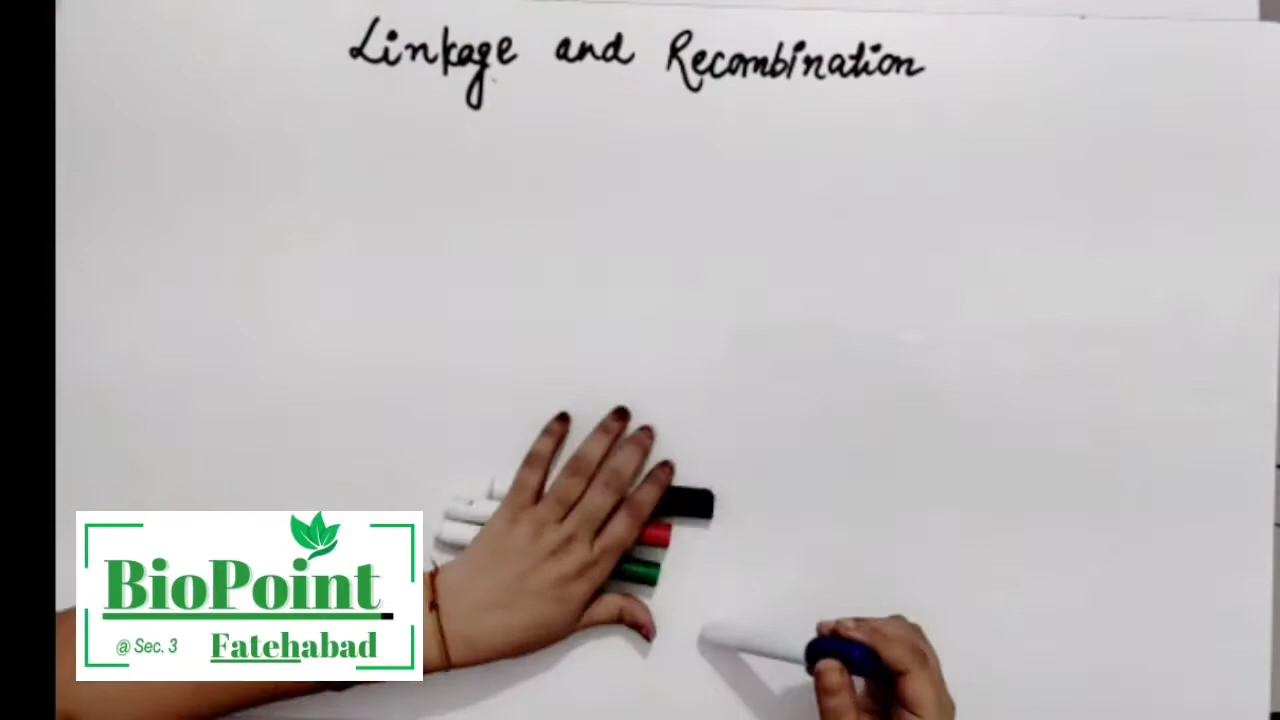 Linkage and Recombination
BioPoint
@ Sec. 3 Fatehabad